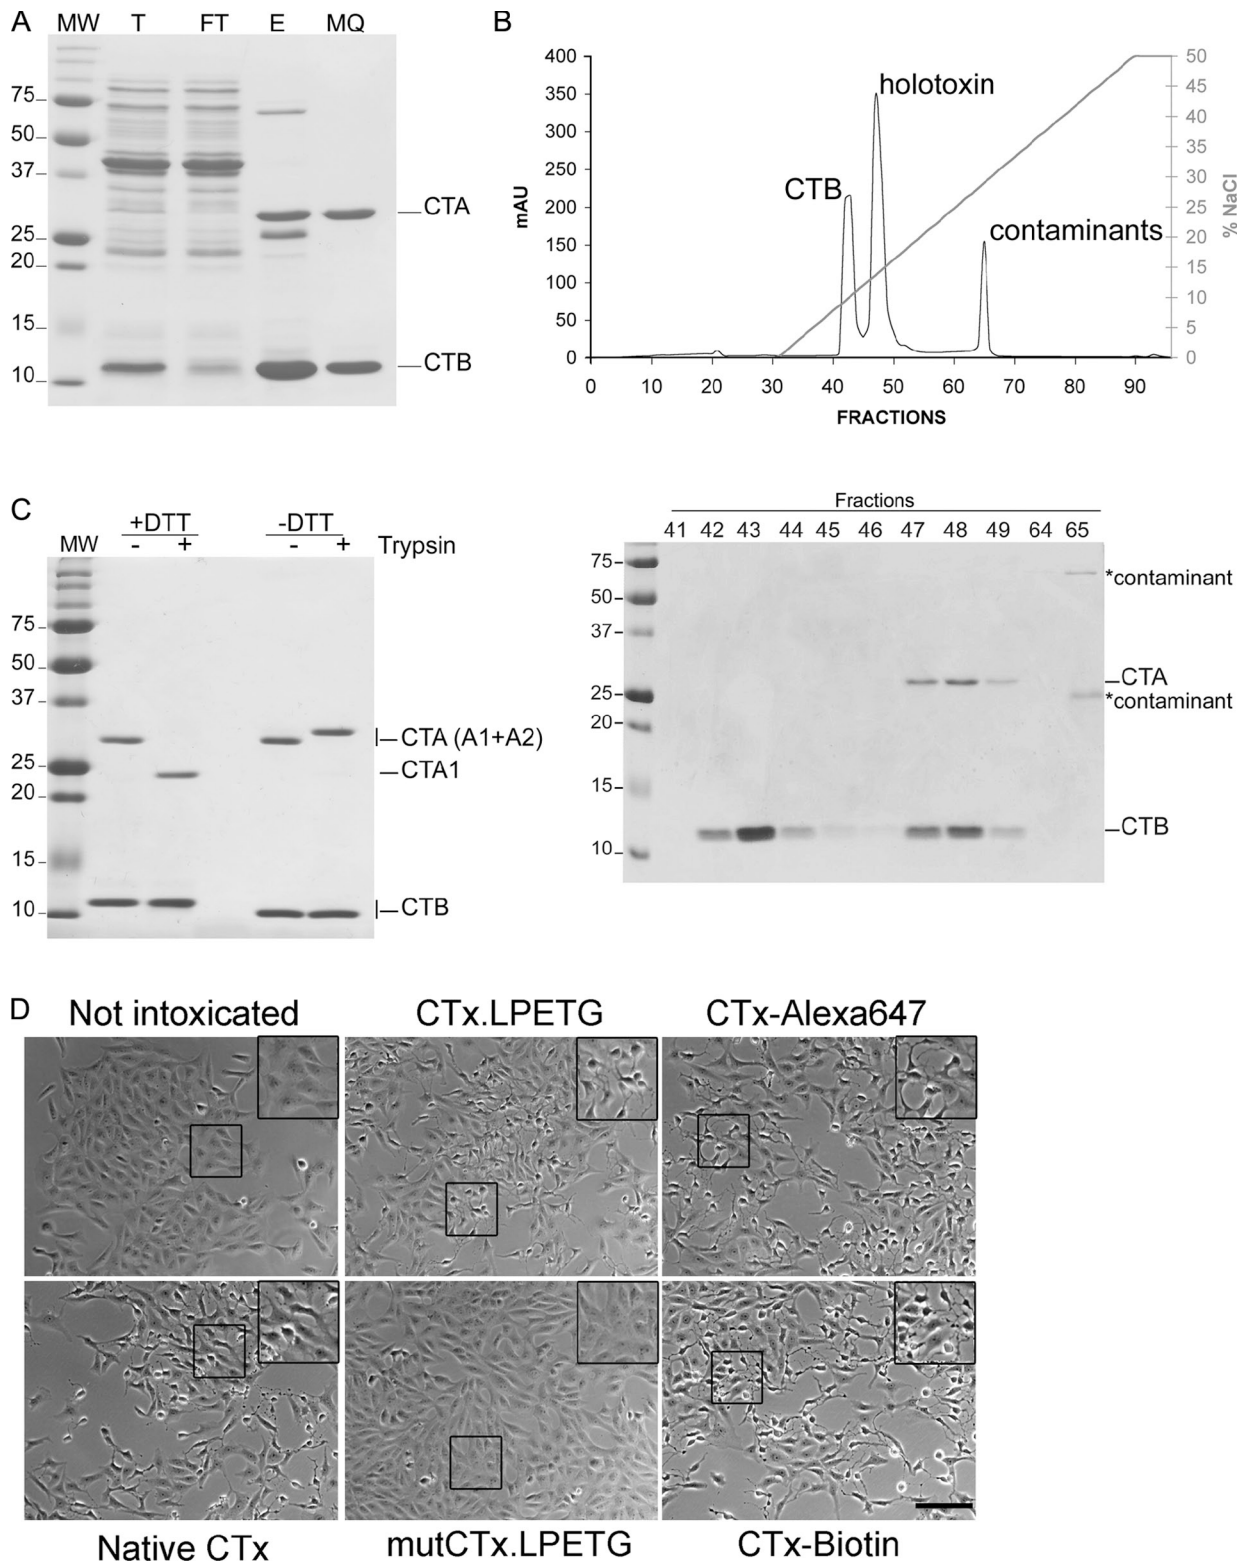 A
MW T FT E MQ
75
50
37
25
20
15
10
CTA
CTB
B
mAU
400
350
300
250
200
150
100
50
0
holotoxin
CTB
contaminants
50
45
40
35
30
25
20
15
10
5
0
% NaCl
0 10 20 30 40 50 60 70 80 90
FRACTIONS
Fractions
41 42 43 44 45 46 47 48 49 64 65
75
50
37
25
20
15
10
*contaminant
CTA
*contaminant
CTB
C
+DTT -DTT
MW - + - + Trypsin
75
50
37
25
20
15
10
CTA (A1+A2)
CTA1
CTB
D
Not intoxicated CTx.LPETG CTx-Alexa647
Native CTx mutCTx.LPETG CTx-Biotin